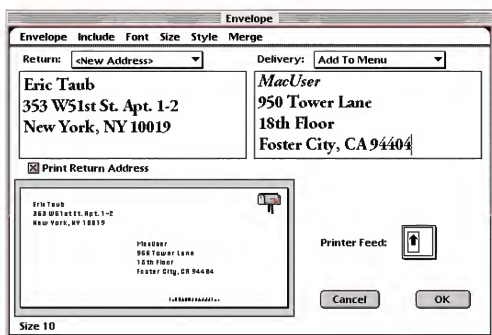 Envelope
Envelope Include Font Size Style Merge
Return: <New Address> Delivery: Add To Menu
Eric Taub
353 W51st St. Apt. 1-2
New York, NY 10019
MacUser
950 Tower Lane
18th Floor
Foster City, CA 94404
Print Return Address
Eric Taub
353 W51st St. Apt. 1-2
New York, NY 10019
MacUser
950 Tower Lane
18th Floor
Foster City, CA 94404
Printer Feed:
Cancel OK
Size 10